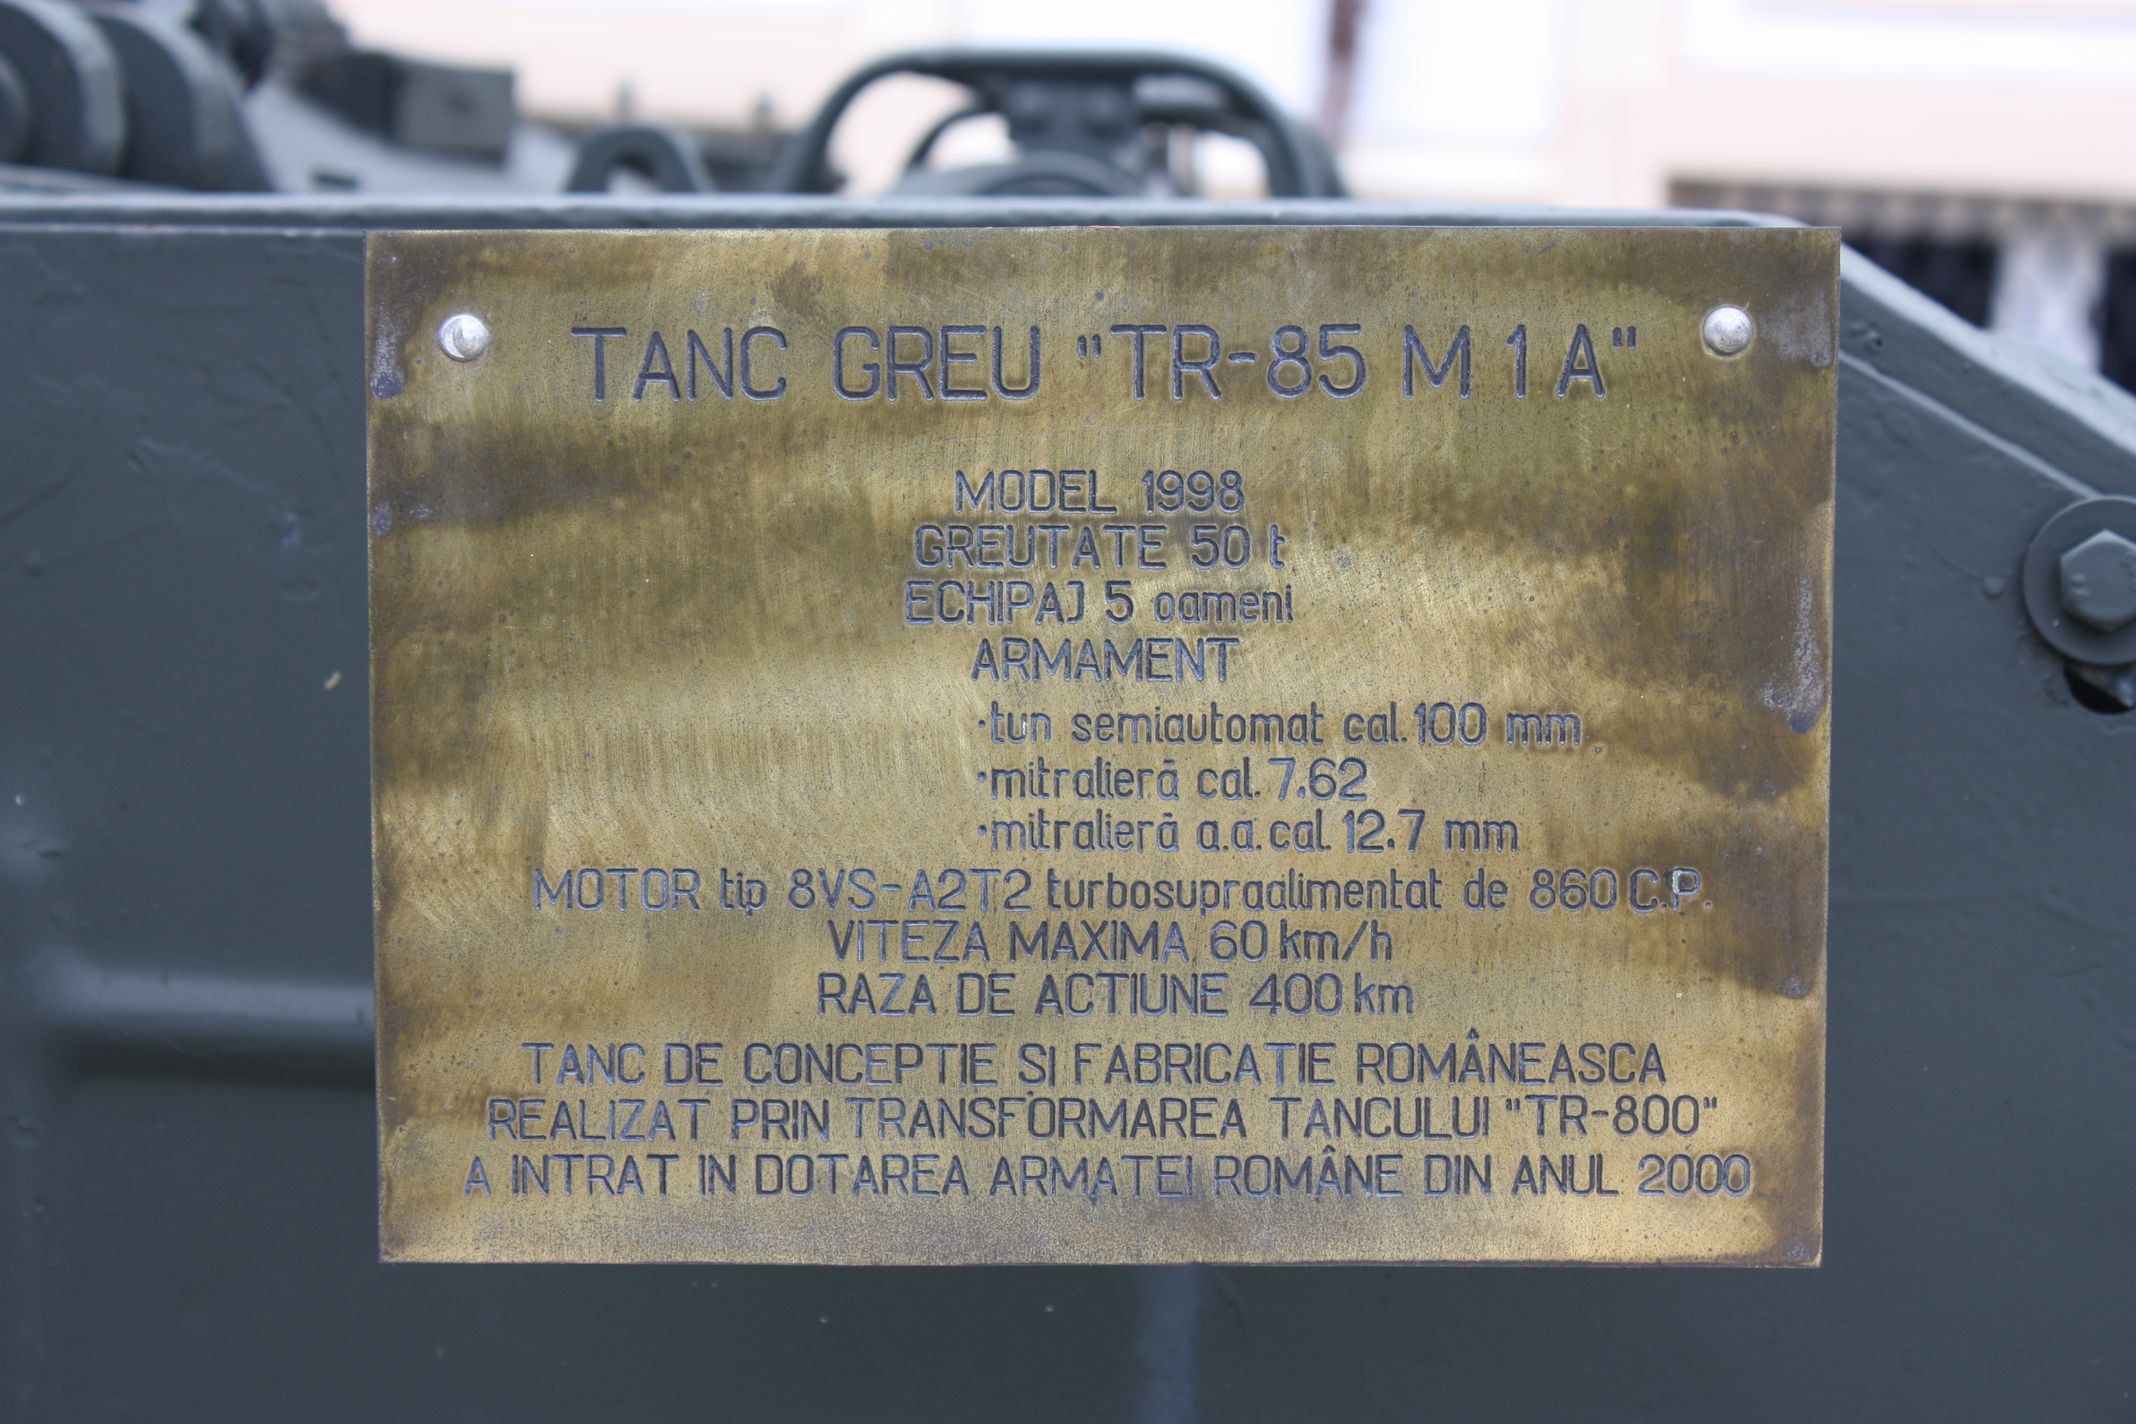 TANC GREU "TR-85 M 1 A"
MODEL 1998
GREUTATE 50 t
ECHIPAJ 5 oameni
ARMAMENT
·tun semiautomat cal. 100 mm
·mitralieră cal. 7.62
·mitralieră a.a. cal. 12.7 mm
MOTOR tip 8VS-A2T2 turbosupraalimentat de 860 C.P.
VITEZA MAXIMA 60 km/h
RAZA DE ACTIUNE 400 km
TANC DE CONCEPTIE ȘI FABRICAȚIE ROMÂNEASCA
REALIZAT PRIN TRANSFORMAREA TANCULUI "TR-800"
A INTRAT IN DOTAREA ARMATEI ROMÂNE DIN ANUL 2000